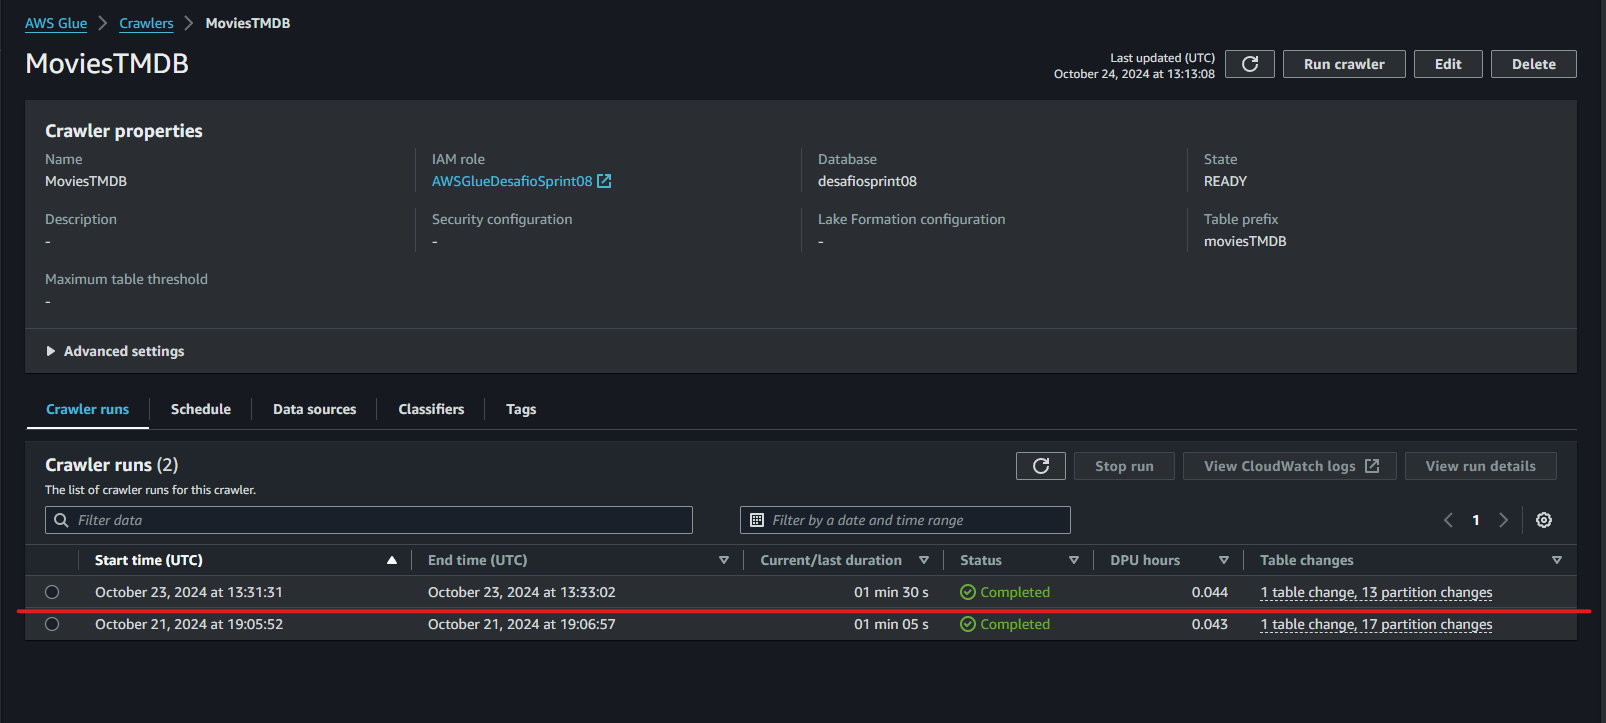 AWS Glue > Crawlers > MoviesTMDB
MoviesTMDB
Last updated (UTC)
October 24, 2024 at 13:13:08
Run crawler
Edit
Delete
Crawler properties
Name
MoviesTMDB
IAM role
AWSGlueDesafioSprint08
Database
desafiosprint08
State
READY
Description
-
Security configuration
-
Lake Formation configuration
-
Table prefix
moviesTMDB
Maximum table threshold
-
Advanced settings
Crawler runs
Schedule
Data sources
Classifiers
Tags
Crawler runs (2)
The list of crawler runs for this crawler.
Stop run
View CloudWatch logs
View run details
Filter data
Filter by a date and time range
1
Start time (UTC) End time (UTC) Current/last duration Status DPU hours Table changes
October 23, 2024 at 13:31:31 October 23, 2024 at 13:33:02 01 min 30 s Completed 0.044 1 table change, 13 partition changes
October 21, 2024 at 19:05:52 October 21, 2024 at 19:06:57 01 min 05 s Completed 0.043 1 table change, 17 partition changes